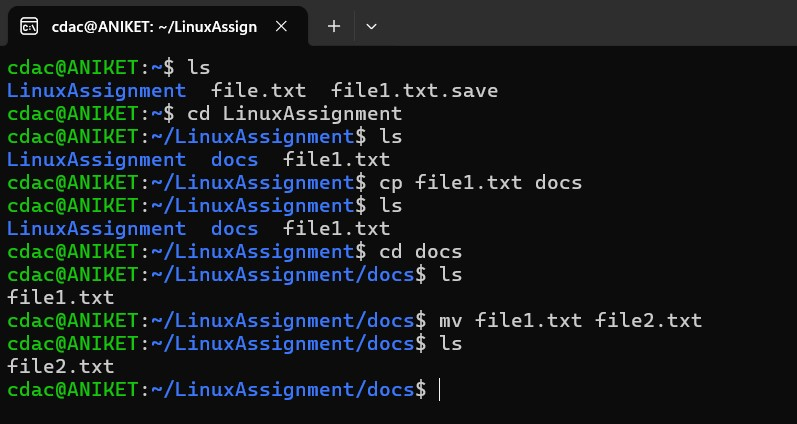 cdac@ANIKET: ~/LinuxAssign
cdac@ANIKET:~$ ls
LinuxAssignment  file.txt  file1.txt.save
cdac@ANIKET:~$ cd LinuxAssignment
cdac@ANIKET:~/LinuxAssignment$ ls
LinuxAssignment  docs  file1.txt
cdac@ANIKET:~/LinuxAssignment$ cp file1.txt docs
cdac@ANIKET:~/LinuxAssignment$ ls
LinuxAssignment  docs  file1.txt
cdac@ANIKET:~/LinuxAssignment$ cd docs
cdac@ANIKET:~/LinuxAssignment/docs$ ls
file1.txt
cdac@ANIKET:~/LinuxAssignment/docs$ mv file1.txt file2.txt
cdac@ANIKET:~/LinuxAssignment/docs$ ls
file2.txt
cdac@ANIKET:~/LinuxAssignment/docs$